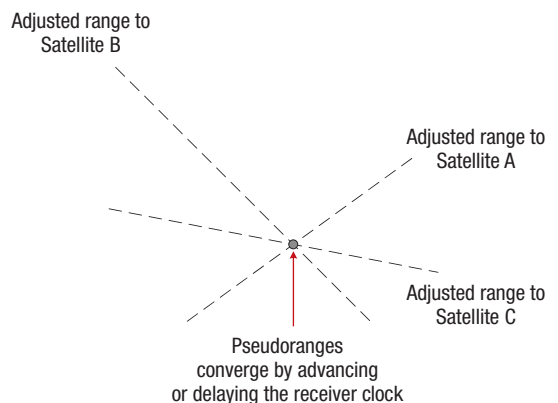 Adjusted range to
Satellite B
Adjusted range to
Satellite A
Adjusted range to
Satellite C
Pseudoranges
converge by advancing
or delaying the receiver clock